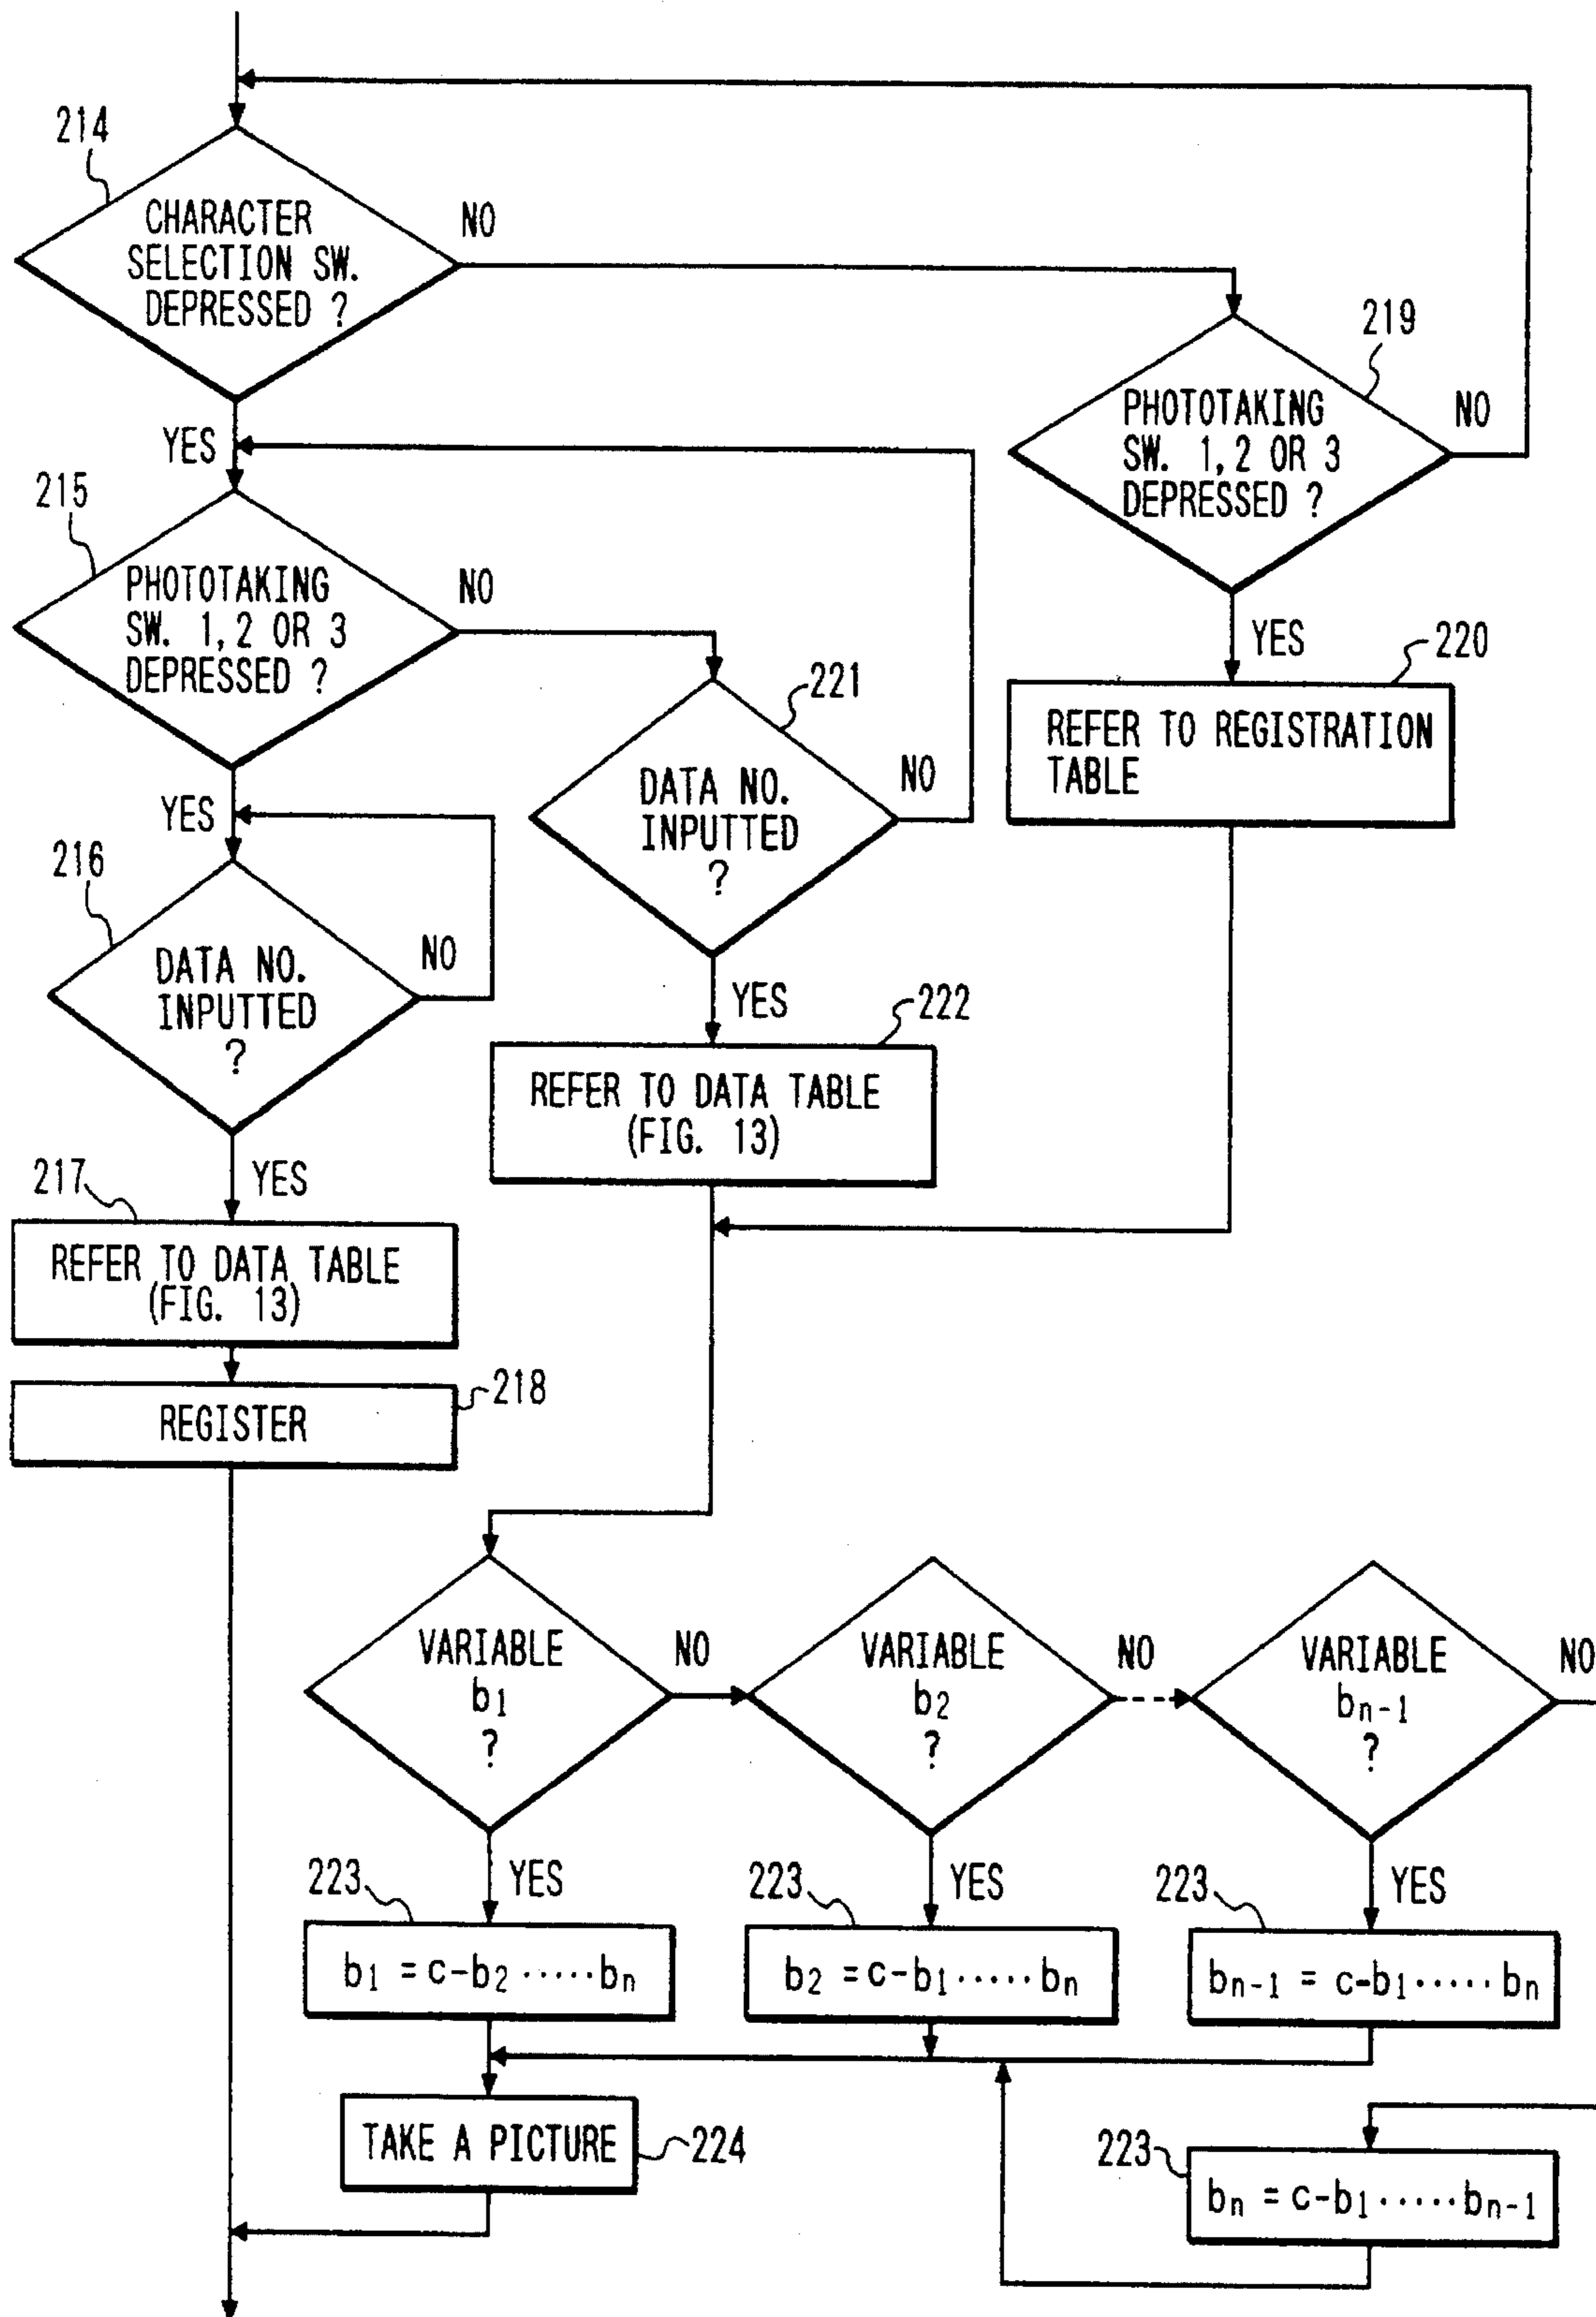 214
CHARACTER
SELECTION SW.
DEPRESSED ?
NO
YES
219
PHOTOTAKING
SW. 1, 2 OR 3
DEPRESSED ?
NO
YES
215
PHOTOTAKING
SW. 1, 2 OR 3
DEPRESSED ?
NO
YES
220
REFER TO REGISTRATION
TABLE
221
DATA NO.
INPUTTED
?
NO
YES
216
DATA NO.
INPUTTED
?
NO
YES
222
REFER TO DATA TABLE
(FIG. 13)
217
REFER TO DATA TABLE
(FIG. 13)
218
REGISTER
VARIABLE
b1
?
NO
YES
VARIABLE
b2
?
NO
YES
VARIABLE
bn-1
?
NO
YES
223
b1 = c-b2 ····· bn
223
b2 = c-b1 ····· bn
223
bn-1 = c-b1 ····· bn
TAKE A PICTURE
224
223
bn = c-b1 ····· bn-1